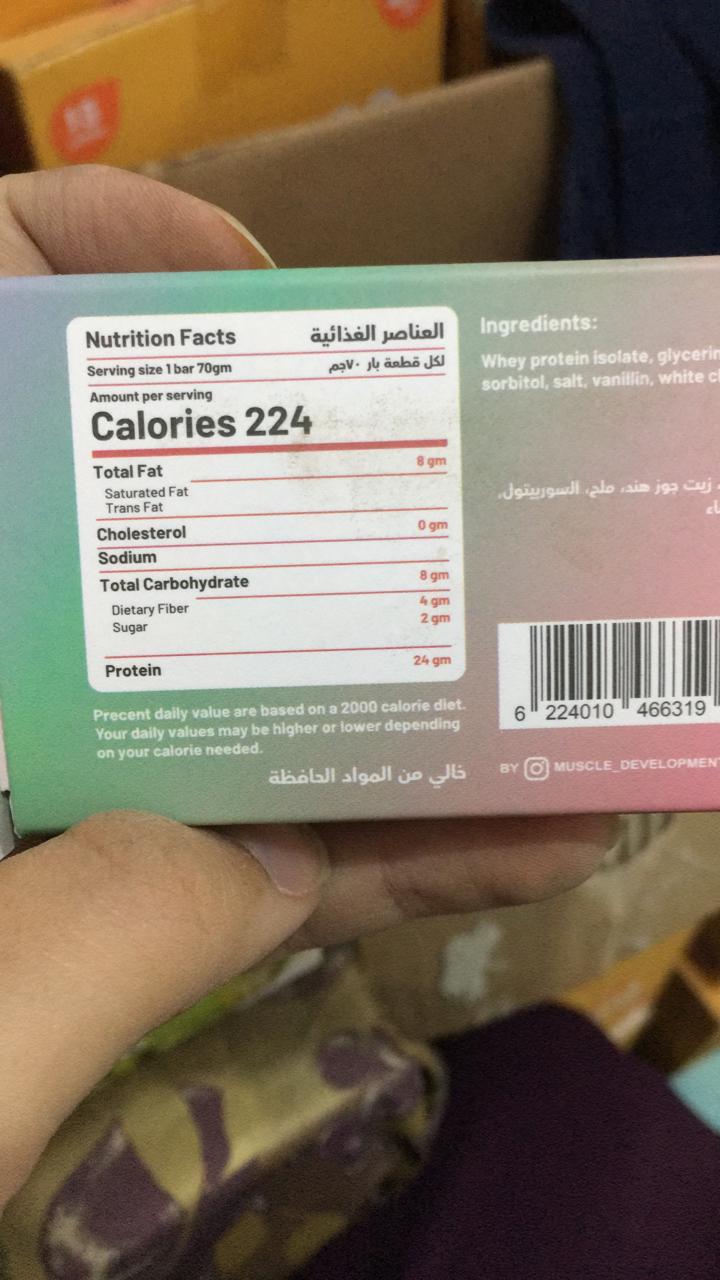 Nutrition Facts العناصر الغذائية
Serving size 1 bar 70gm لكل قطعة بار ٧٠جم
Amount per serving
Calories 224
Total Fat 8 gm
Saturated Fat
Trans Fat
Cholesterol 0 gm
Sodium
Total Carbohydrate 8 gm
Dietary Fiber 4 gm
Sugar 2 gm
Protein 24 gm
Precent daily value are based on a 2000 calorie diet.
Your daily values may be higher or lower depending
on your calorie needed.
خالي من المواد الحافظة
Ingredients:
Whey protein isolate, glycerin
sorbitol, salt, vanillin, white
زيت جوز هند، ملح، السوربيتول،
6 224010 466319
BY MUSCLE_DEVELOPMENT